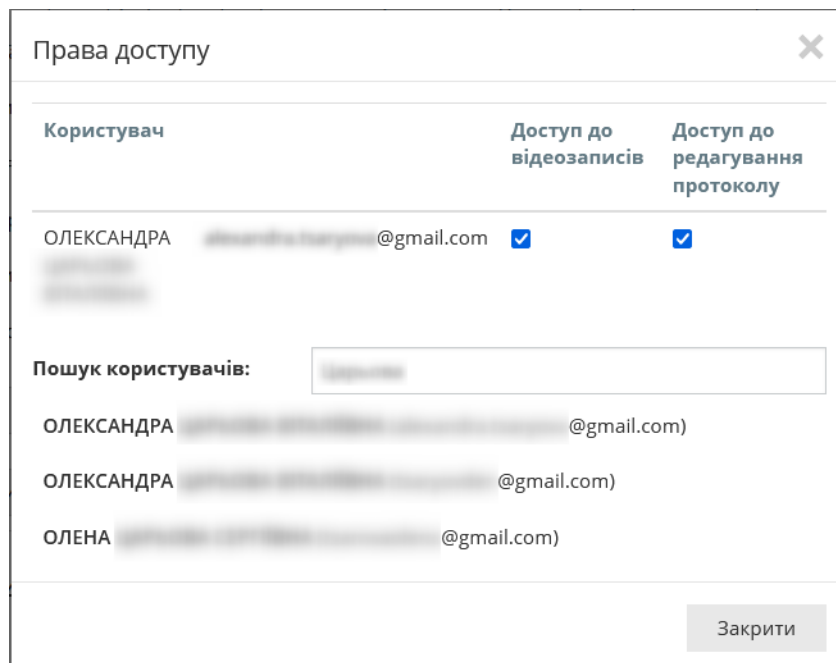 Права доступу
Користувач
Доступ до
відеозаписів
Доступ до
редагування
протоколу
ОЛЕКСАНДРА @gmail.com
Пошук користувачів:
ОЛЕКСАНДРА @gmail.com)
ОЛЕКСАНДРА @gmail.com)
ОЛЕНА @gmail.com)
Закрити